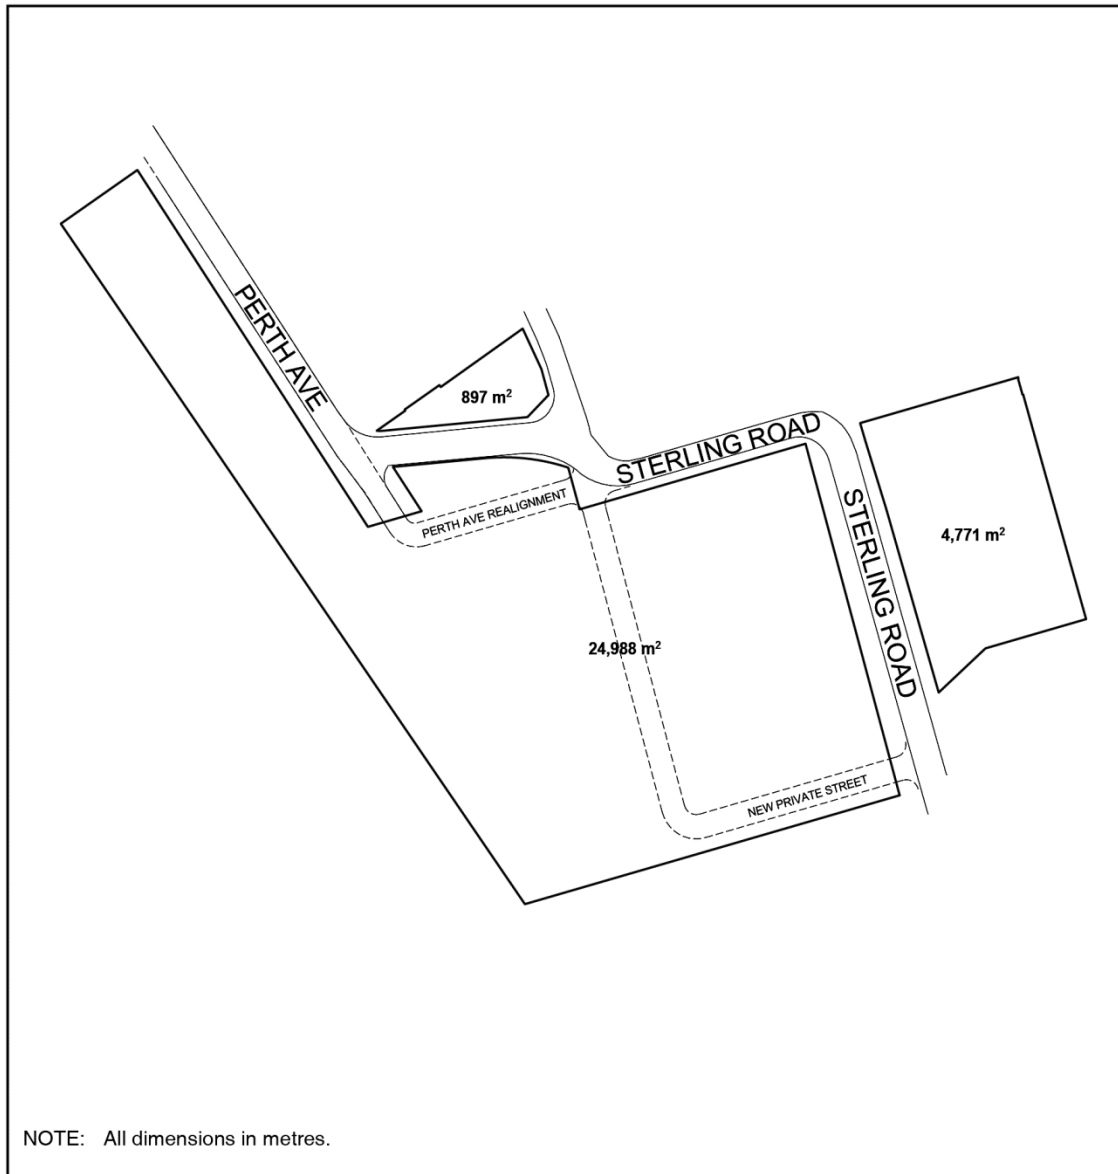 PERTH AVE
897 m²
STERLING ROAD
PERTH AVE REALIGNMENT
STERLING ROAD
4,771 m²
24,988 m²
NEW PRIVATE STREET
NOTE: All dimensions in metres.